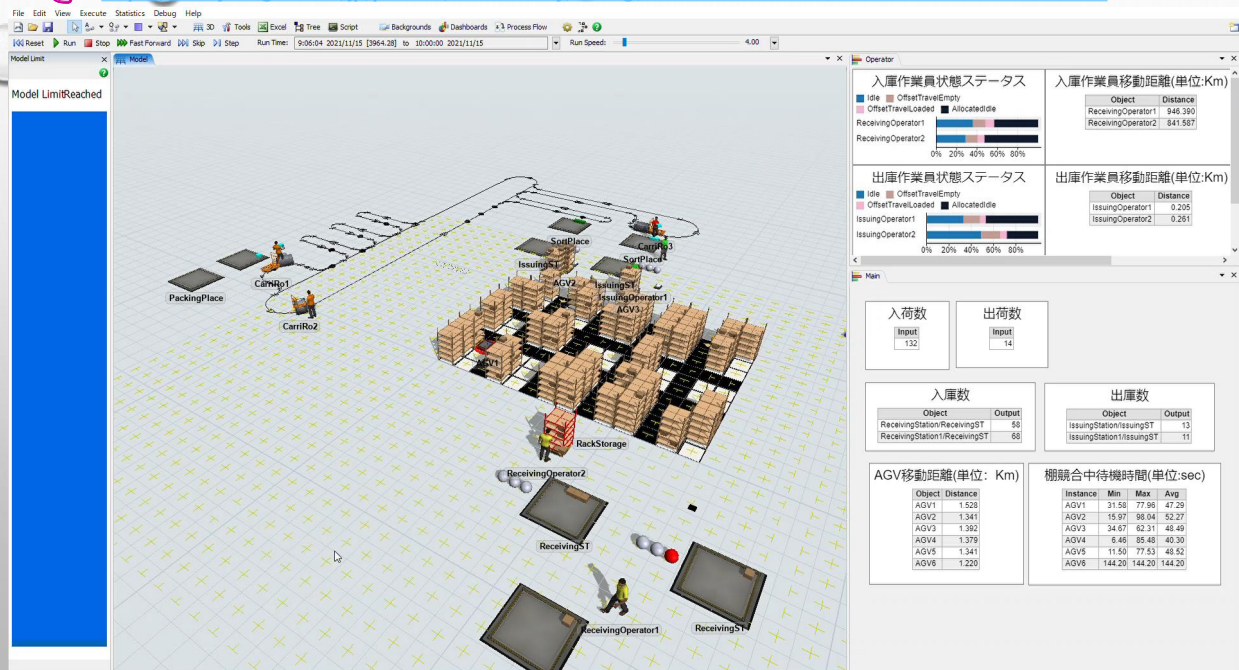 File Edit View Execute Statistics Debug Help
3D Tools Excel Tree Script Backgrounds Dashboards Process Flow
Reset Run Stop Fast Forward Skip Step Run Time: 9:06:04 2021/11/15 [3964.28] to 10:00:00 2021/11/15 Run Speed: 4.00
Model Limit
Model LimitReached
Model
SortPlace
CarriRo3
SortPlace
IssuingST
AGV2
IssuingST
IssuingOperator1
AGV3
CarriRo1
PackingPlace
CarriRo2
AGV1
RackStorage
ReceivingOperator2
ReceivingST
ReceivingOperator1
ReceivingST
Operator
入庫作業員状態ステータス
Idle OffsetTravelEmpty
OffsetTravelLoaded AllocatedIdle
ReceivingOperator1
ReceivingOperator2
0% 20% 40% 60% 80%
入庫作業員移動距離(単位:Km)
Object Distance
ReceivingOperator1 946.390
ReceivingOperator2 841.587
出庫作業員状態ステータス
Idle OffsetTravelEmpty
OffsetTravelLoaded AllocatedIdle
IssuingOperator1
IssuingOperator2
0% 20% 40% 60% 80%
出庫作業員移動距離(単位:Km)
Object Distance
IssuingOperator1 0.205
IssuingOperator2 0.261
Main
入荷数
Input
132
出荷数
Input
14
入庫数
Object Output
ReceivingStation/ReceivingST 58
ReceivingStation1/ReceivingST 68
出庫数
Object Output
IssuingStation/IssuingST 13
IssuingStation1/IssuingST 11
AGV移動距離(単位: Km)
Object Distance
AGV1 1.528
AGV2 1.341
AGV3 1.392
AGV4 1.379
AGV5 1.341
AGV6 1.220
棚競合中待機時間(単位:sec)
Instance Min Max Avg
AGV1 31.58 77.96 47.29
AGV2 15.97 98.04 52.27
AGV3 34.67 62.31 48.49
AGV4 6.46 85.48 40.30
AGV5 11.50 77.53 48.52
AGV6 144.20 144.20 144.20